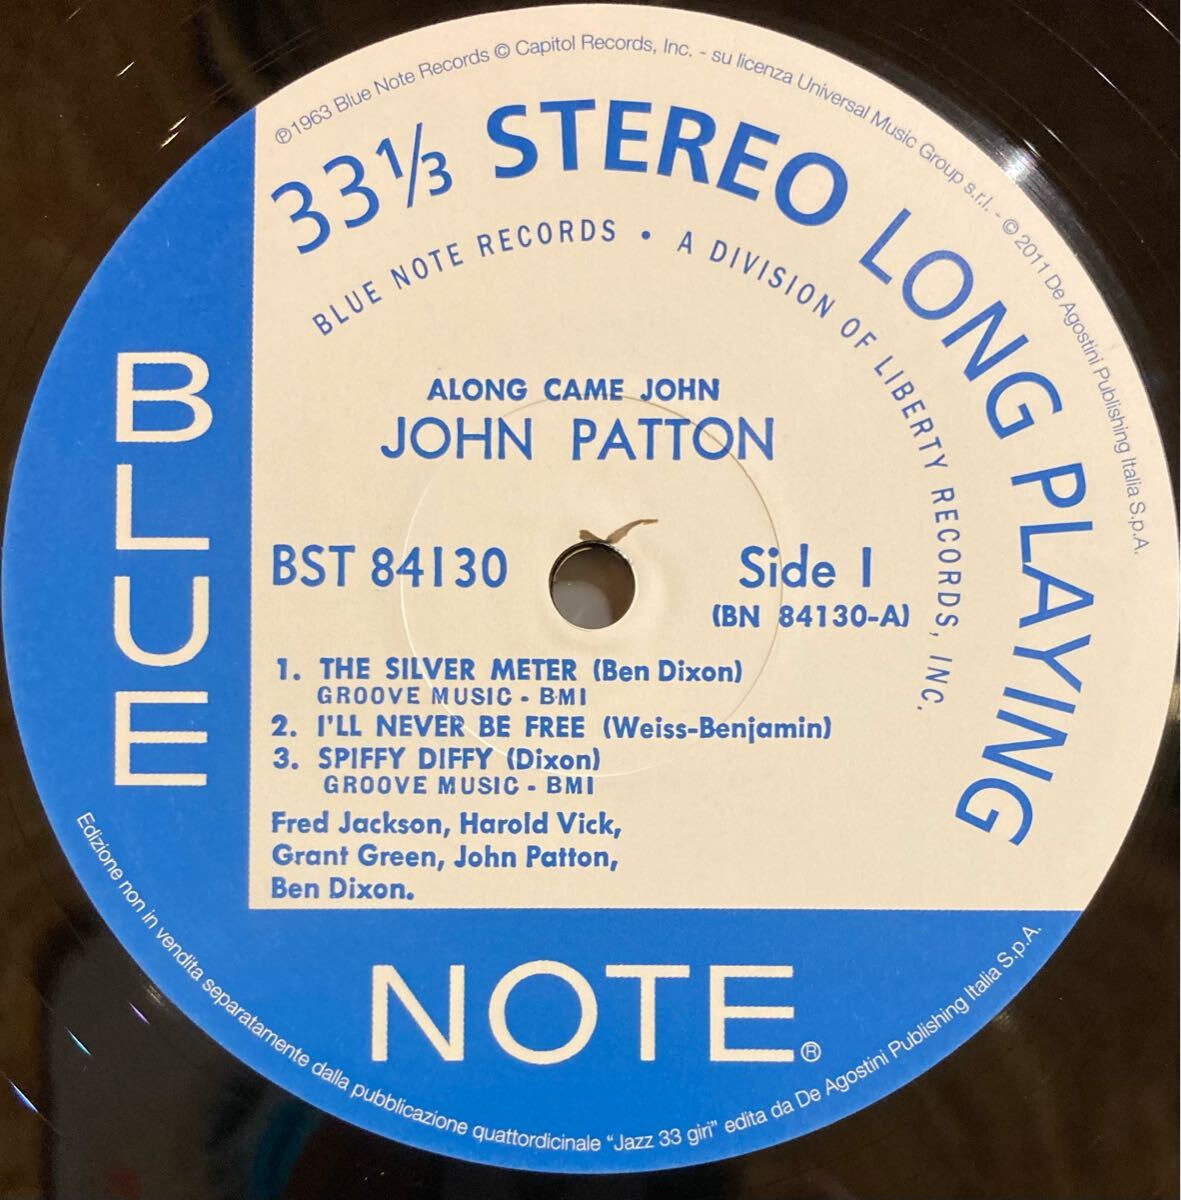 ℗1963 Blue Note Records © Capitol Records, Inc. - su licenza Universal Music Group s.r.l. - © 2011 De Agostini Publishing Italia S.p.A.
33⅓ STEREO LONG PLAYING
BLUE NOTE RECORDS • A DIVISION OF LIBERTY RECORDS, INC.
ALONG CAME JOHN
JOHN PATTON
BST 84130
Side 1
(BN 84130-A)
1. THE SILVER METER (Ben Dixon)
GROOVE MUSIC - BMI
2. I'LL NEVER BE FREE (Weiss-Benjamin)
3. SPIFFY DIFFY (Dixon)
GROOVE MUSIC - BMI
Fred Jackson, Harold Vick,
Grant Green, John Patton,
Ben Dixon.
BLUE
NOTE®
Edizione non in vendita separatamente dalla pubblicazione quattordicinale "Jazz 33 giri" edita da De Agostini Publishing Italia S.p.A.